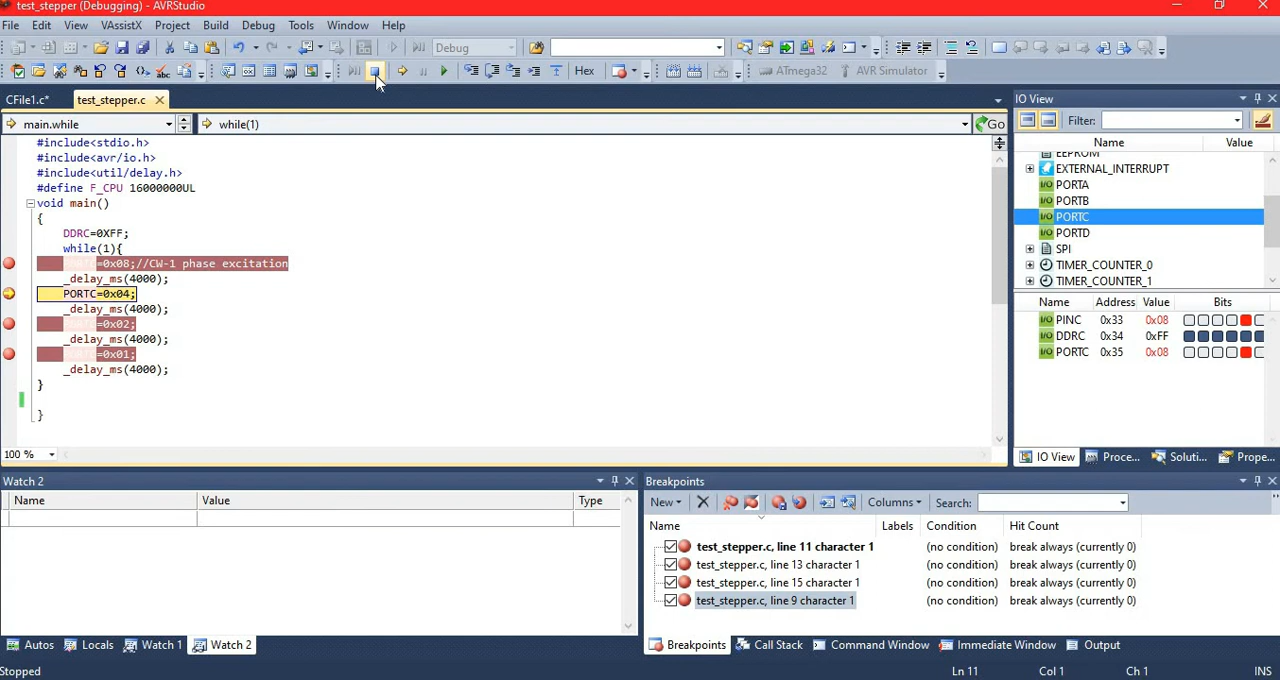 test_stepper (Debugging) - AVRStudio
File Edit View VAssistX Project Build Debug Tools Window Help
Debug
Hex ATmega32 AVR Simulator
CFile1.c* test_stepper.c
main.while while(1) Go
#include<stdio.h>
#include<avr/io.h>
#include<util/delay.h>
#define F_CPU 16000000UL
void main()
{
DDRC=0XFF;
while(1){
=0x08;//CW-1 phase excitation
_delay_ms(4000);
PORTC=0x04;
_delay_ms(4000);
=0x02;
_delay_ms(4000);
=0x01;
_delay_ms(4000);
}
}
100 %
IO View
Filter:
Name Value
EEPROM
EXTERNAL_INTERRUPT
PORTA
PORTB
PORTC
PORTD
SPI
TIMER_COUNTER_0
TIMER_COUNTER_1
Name Address Value Bits
PINC 0x33 0x08
DDRC 0x34 0xFF
PORTC 0x35 0x08
IO View Proce... Soluti... Prope...
Watch 2
Name Value Type
Autos Locals Watch 1 Watch 2
Breakpoints
New Columns Search:
Name Labels Condition Hit Count
test_stepper.c, line 11 character 1 (no condition) break always (currently 0)
test_stepper.c, line 13 character 1 (no condition) break always (currently 0)
test_stepper.c, line 15 character 1 (no condition) break always (currently 0)
test_stepper.c, line 9 character 1 (no condition) break always (currently 0)
Breakpoints Call Stack Command Window Immediate Window Output
Stopped Ln 11 Col 1 Ch 1 INS